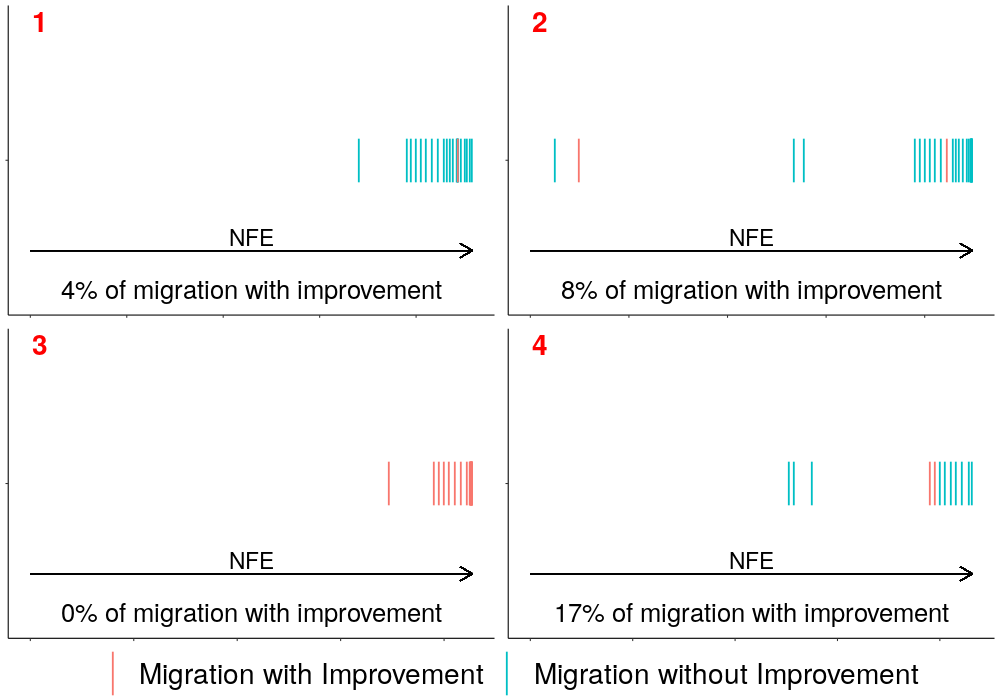 1
NFE
4% of migration with improvement
2
NFE
8% of migration with improvement
3
NFE
0% of migration with improvement
4
NFE
17% of migration with improvement
Migration with Improvement
Migration without Improvement